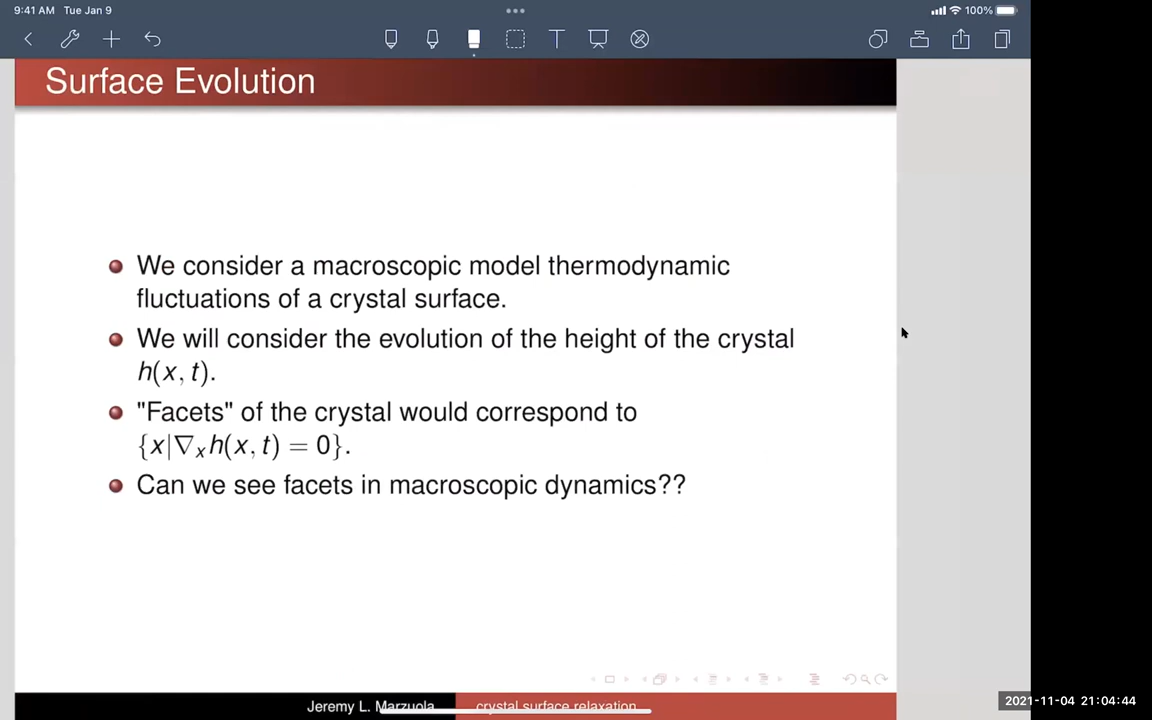 9:41 AM Tue Jan 9
100%
Surface Evolution
We consider a macroscopic model thermodynamic
fluctuations of a crystal surface.
We will consider the evolution of the height of the crystal
h(x, t).
"Facets" of the crystal would correspond to
{x|∇ₓh(x, t) = 0}.
Can we see facets in macroscopic dynamics??
Jeremy L. Marzuola
crystal surface relaxation
2021-11-04 21:04:44